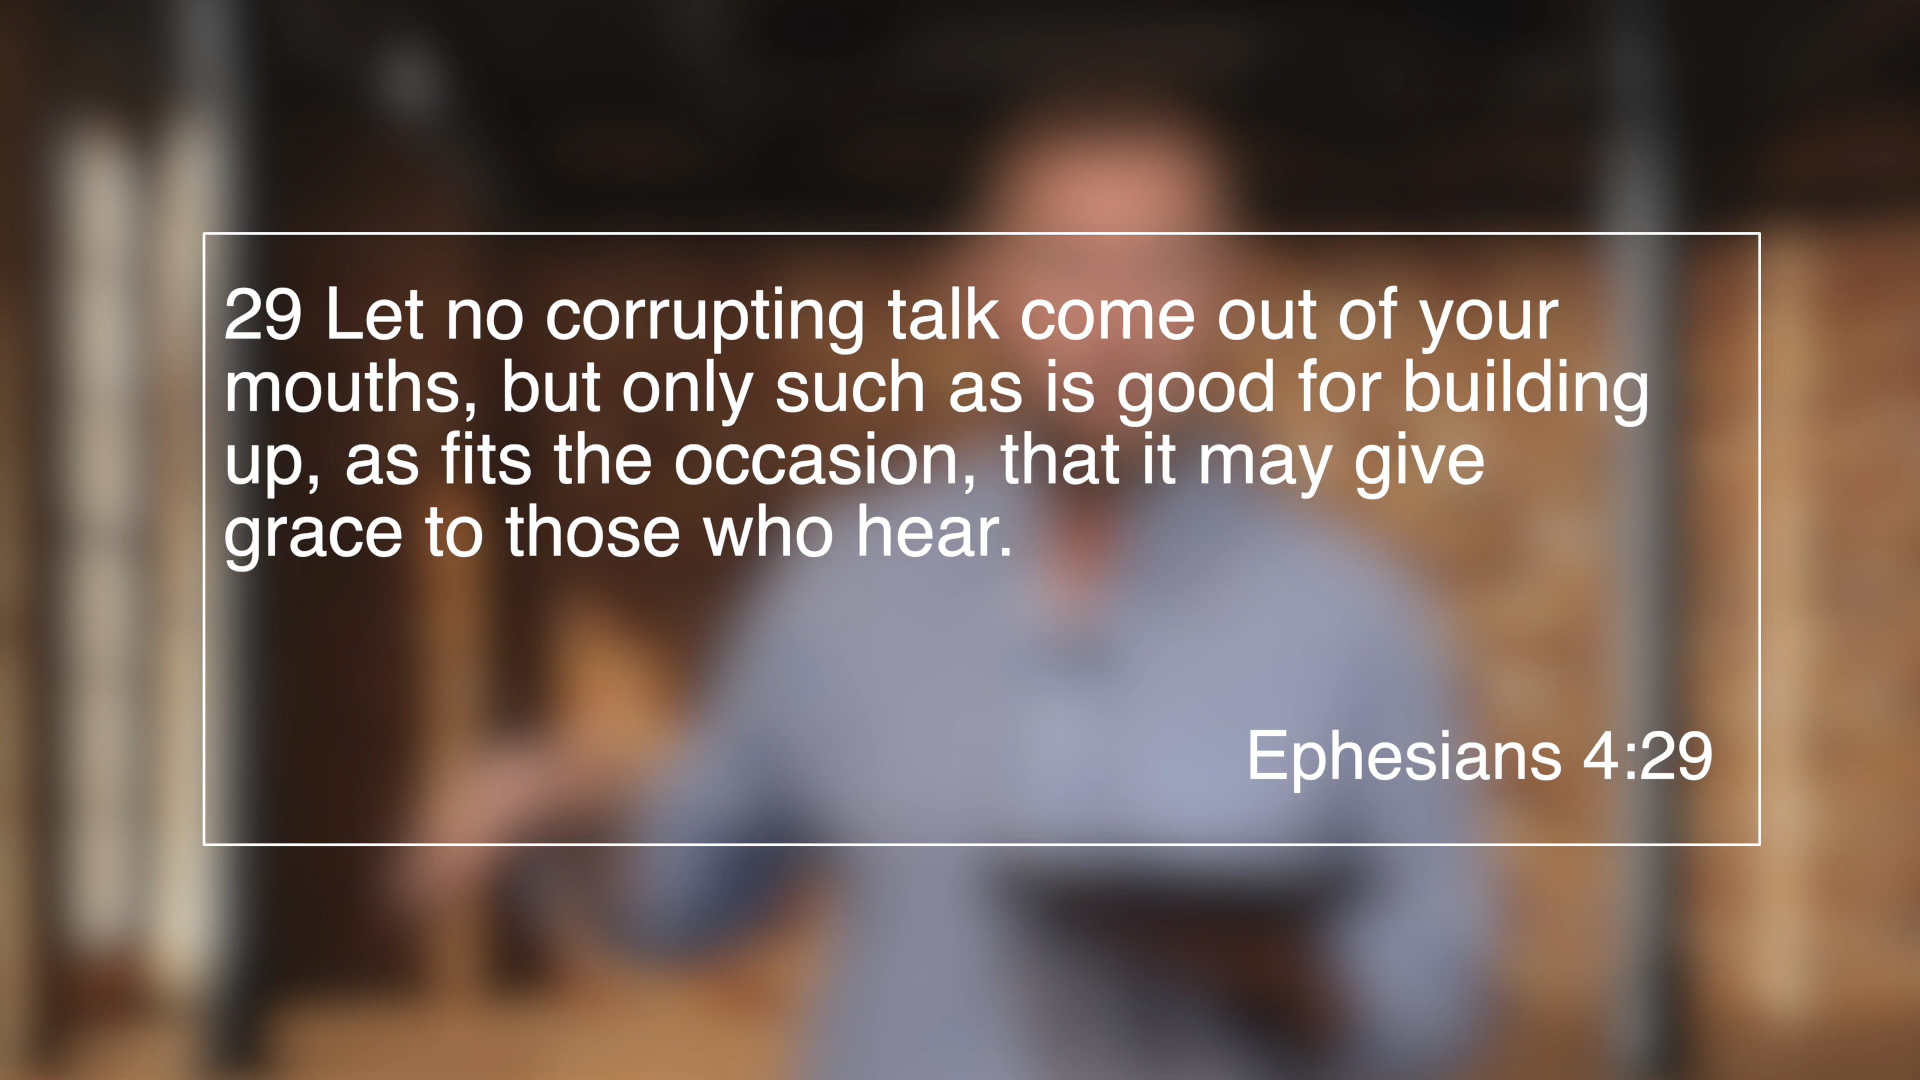 29 Let no corrupting talk come out of your
mouths, but only such as is good for building
up, as fits the occasion, that it may give
grace to those who hear.
Ephesians 4:29